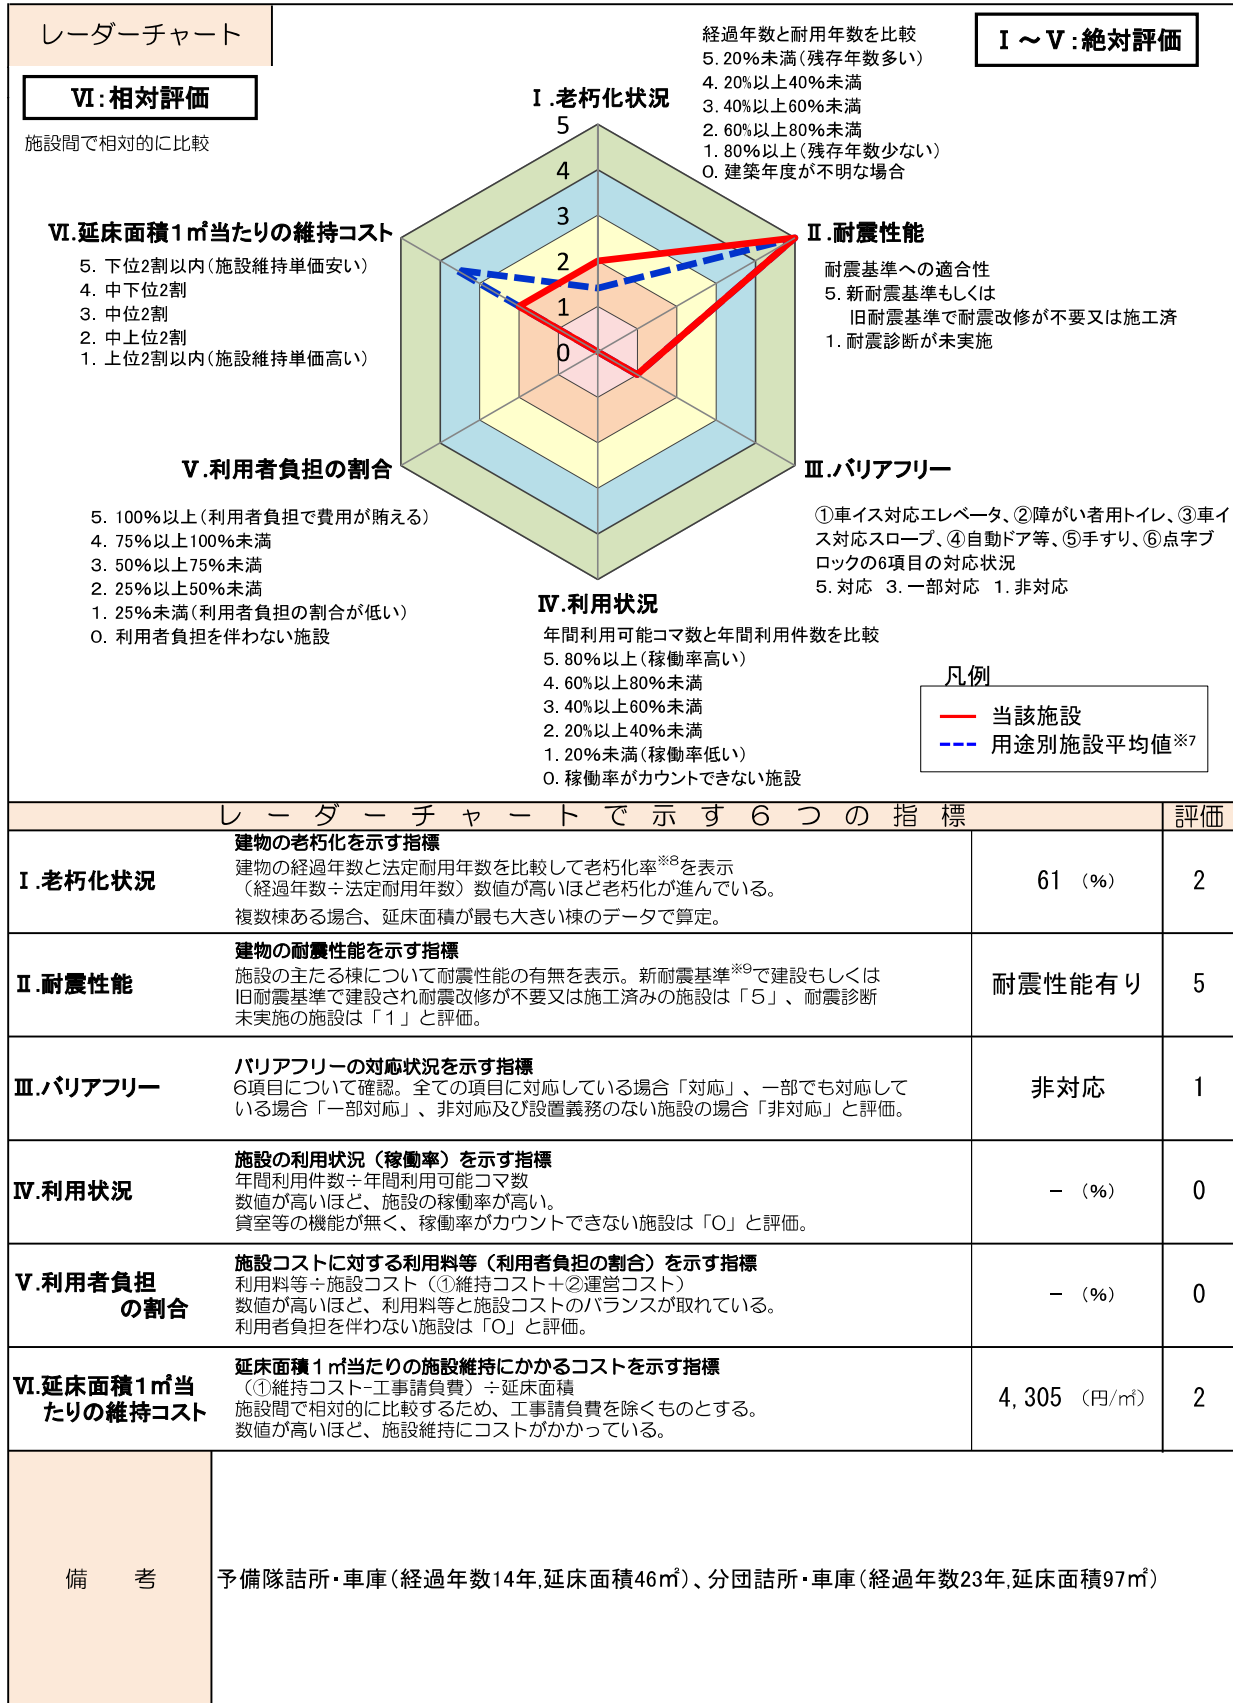 レーダーチャート
Ⅵ:相対評価
施設間で相対的に比較
Ⅰ～Ⅴ:絶対評価
経過年数と耐用年数を比較
5. 20%未満(残存年数多い)
4. 20%以上40%未満
3. 40%以上60%未満
2. 60%以上80%未満
1. 80%以上(残存年数少ない)
0. 建築年度が不明な場合
Ⅰ.老朽化状況
5
4
3
2
1
0
Ⅱ.耐震性能
耐震基準への適合性
5. 新耐震基準もしくは
旧耐震基準で耐震改修が不要又は施工済
1. 耐震診断が未実施
Ⅵ.延床面積1㎡当たりの維持コスト
5. 下位2割以内(施設維持単価安い)
4. 中下位2割
3. 中位2割
2. 中上位2割
1. 上位2割以内(施設維持単価高い)
Ⅴ.利用者負担の割合
5. 100%以上(利用者負担で費用が賄える)
4. 75%以上100%未満
3. 50%以上75%未満
2. 25%以上50%未満
1. 25%未満(利用者負担の割合が低い)
0. 利用者負担を伴わない施設
Ⅲ.バリアフリー
①車イス対応エレベータ、②障がい者用トイレ、③車イ
ス対応スロープ、④自動ドア等、⑤手すり、⑥点字ブ
ロックの6項目の対応状況
5. 対応 3. 一部対応 1. 非対応
Ⅳ.利用状況
年間利用可能コマ数と年間利用件数を比較
5. 80%以上(稼働率高い)
4. 60%以上80%未満
3. 40%以上60%未満
2. 20%以上40%未満
1. 20%未満(稼働率低い)
0. 稼働率がカウントできない施設
凡例
当該施設
用途別施設平均値※7
レーダーチャートで示す6つの指標 評価
Ⅰ.老朽化状況
建物の老朽化を示す指標
建物の経過年数と法定耐用年数を比較して老朽化率※8を表示
（経過年数÷法定耐用年数）数値が高いほど老朽化が進んでいる。
複数棟ある場合、延床面積が最も大きい棟のデータで算定。
61 (%) 2
Ⅱ.耐震性能
建物の耐震性能を示す指標
施設の主たる棟について耐震性能の有無を表示。新耐震基準※9で建設もしくは
旧耐震基準で建設され耐震改修が不要又は施工済みの施設は「5」、耐震診断
未実施の施設は「1」と評価。
耐震性能有り 5
Ⅲ.バリアフリー
バリアフリーの対応状況を示す指標
6項目について確認。全ての項目に対応している場合「対応」、一部でも対応して
いる場合「一部対応」、非対応及び設置義務のない施設の場合「非対応」と評価。
非対応 1
Ⅳ.利用状況
施設の利用状況（稼働率）を示す指標
年間利用件数÷年間利用可能コマ数
数値が高いほど、施設の稼働率が高い。
貸室等の機能が無く、稼働率がカウントできない施設は「0」と評価。
－ (%) 0
Ⅴ.利用者負担
の割合
施設コストに対する利用料等（利用者負担の割合）を示す指標
利用料等÷施設コスト（①維持コスト＋②運営コスト）
数値が高いほど、利用料等と施設コストのバランスが取れている。
利用者負担を伴わない施設は「0」と評価。
－ (%) 0
Ⅵ.延床面積1㎡当
たりの維持コスト
延床面積1㎡当たりの施設維持にかかるコストを示す指標
（①維持コスト-工事請負費）÷延床面積
施設間で相対的に比較するため、工事請負費を除くものとする。
数値が高いほど、施設維持にコストがかかっている。
4,305 (円/㎡) 2
備 考
予備隊詰所・車庫(経過年数14年,延床面積46㎡)、分団詰所・車庫(経過年数23年,延床面積97㎡)